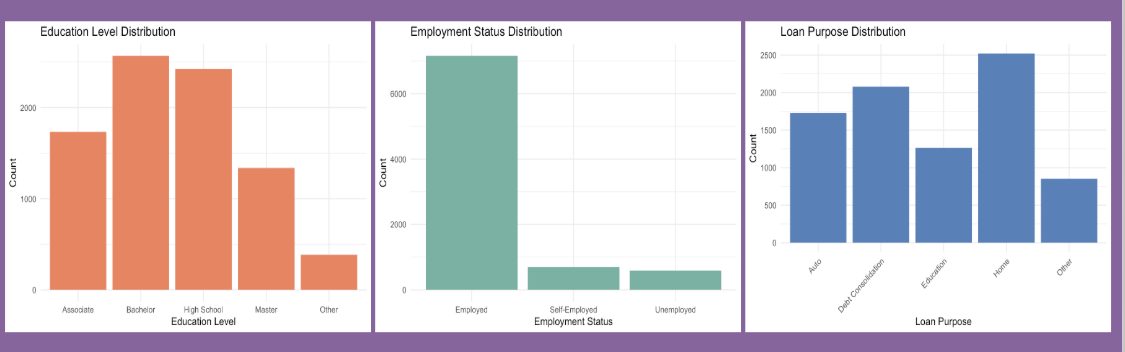 Education Level Distribution
Count
2000
1000
0
Associate Bachelor High School Master Other
Education Level
Employment Status Distribution
Count
6000
4000
2000
0
Employed Self-Employed Unemployed
Employment Status
Loan Purpose Distribution
Count
2500
2000
1500
1000
500
0
Auto Debt Consolidation Education Home Other
Loan Purpose